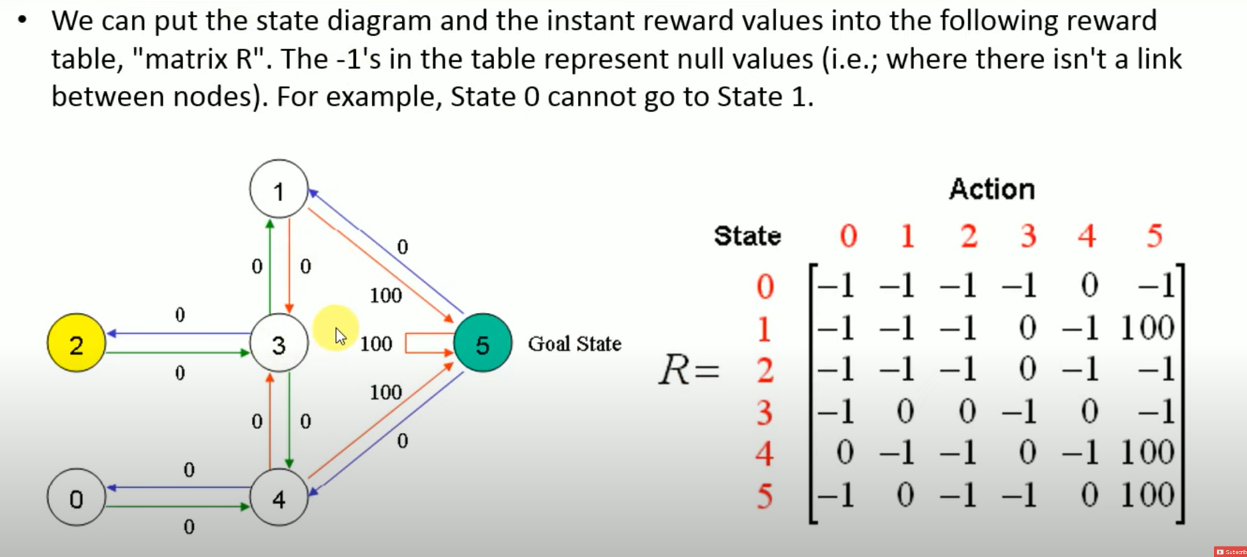 • We can put the state diagram and the instant reward values into the following reward
table, "matrix R". The -1's in the table represent null values (i.e.; where there isn't a link
between nodes). For example, State 0 cannot go to State 1.
1
0
0 0
100
0
2
3
100
5
Goal State
0
100
0 0
0
0
0
4
0
Action
State 0 1 2 3 4 5
0 −1 −1 −1 −1 0 −1
1 −1 −1 −1 0 −1 100
R= 2 −1 −1 −1 0 −1 −1
3 −1 0 0 −1 0 −1
4 0 −1 −1 0 −1 100
5 −1 0 −1 −1 0 100